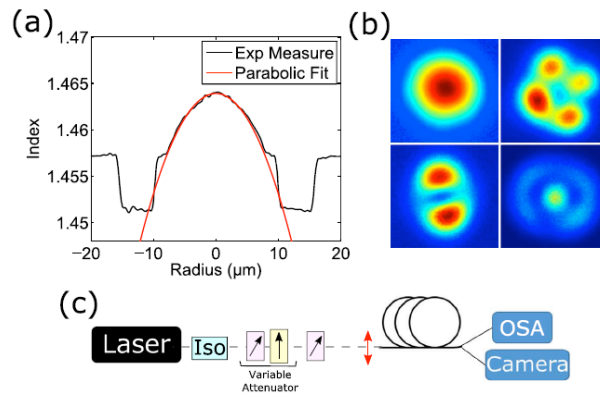 (a)
1.47
1.465
1.46
1.455
1.45
Index
Exp Measure
Parabolic Fit
−20
−10
0
10
20
Radius (µm)
(b)
(c)
Laser
Iso
Variable
Attenuator
OSA
Camera